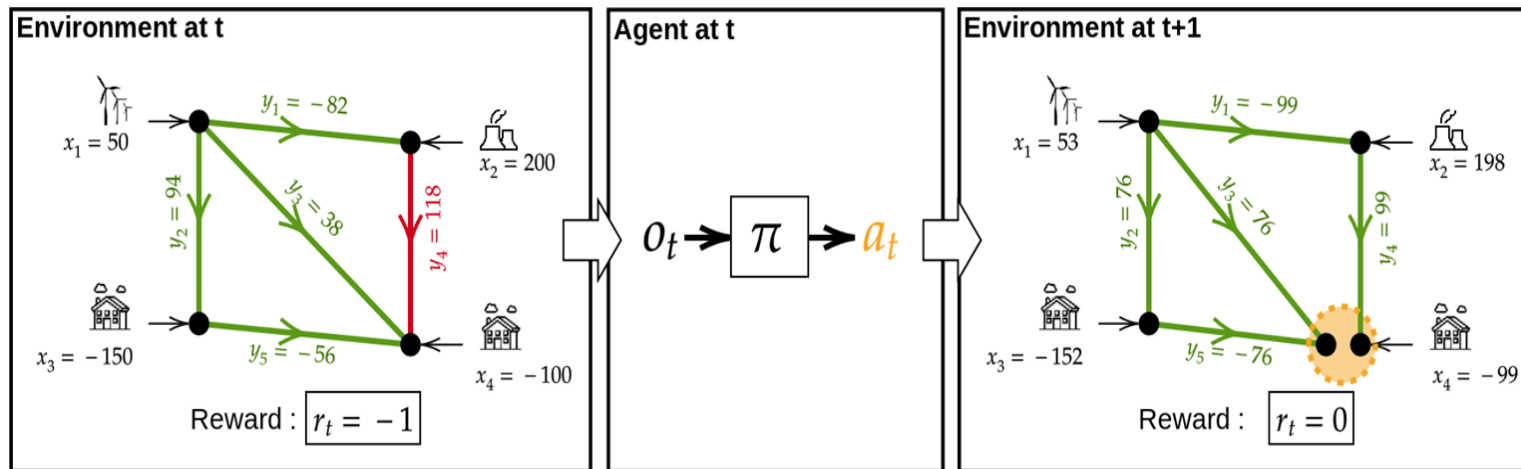 Environment at t
y₁ = −82
x₁ = 50
x₂ = 200
y₂ = 94
y₃ = 38
y₄ = 118
x₃ = −150
y₅ = −56
x₄ = −100
Reward : rₜ = −1
Agent at t
oₜ π aₜ
Environment at t+1
y₁ = −99
x₁ = 53
x₂ = 198
y₂ = 76
y₃ = 76
y₄ = 99
x₃ = −152
y₅ = −76
x₄ = −99
Reward : rₜ = 0